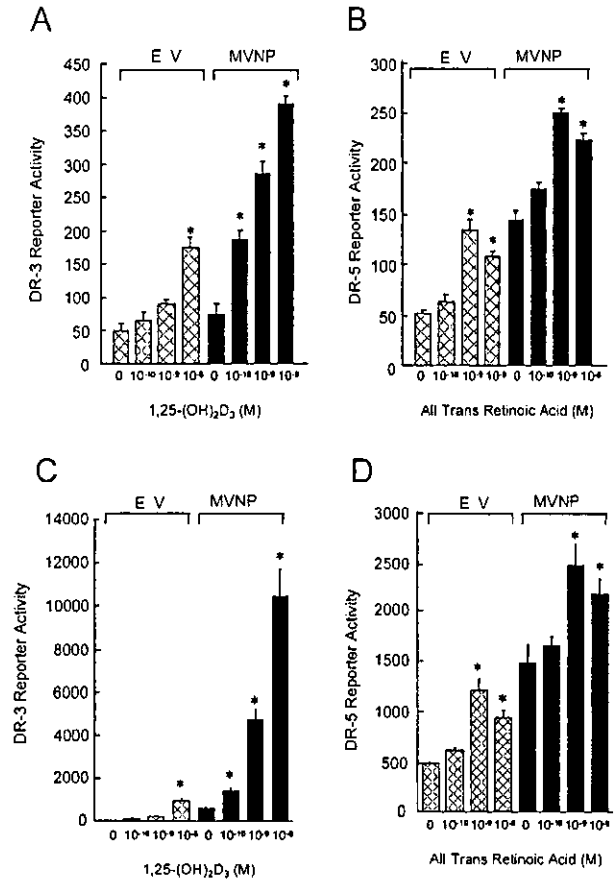 A
E V
MVNP
450
400
350
300
250
200
150
100
50
0
DR-3 Reporter Activity
0 10⁻¹⁰ 10⁻⁹ 10⁻⁸ 0 10⁻¹⁰ 10⁻⁹ 10⁻⁸
1,25-(OH)₂D₃ (M)
B
E V
MVNP
300
250
200
150
100
50
0
DR-5 Reporter Activity
0 10⁻¹⁰ 10⁻⁹ 10⁻⁸ 0 10⁻¹⁰ 10⁻⁹ 10⁻⁸
All Trans Retinoic Acid (M)
C
E V
MVNP
14000
12000
10000
8000
6000
4000
2000
0
DR-3 Reporter Activity
0 10⁻¹⁰ 10⁻⁹ 10⁻⁸ 0 10⁻¹⁰ 10⁻⁹ 10⁻⁸
1,25-(OH)₂D₃ (M)
D
E V
MVNP
3000
2500
2000
1500
1000
500
0
DR-5 Reporter Activity
0 10⁻¹⁰ 10⁻⁹ 10⁻⁸ 0 10⁻¹⁰ 10⁻⁹ 10⁻⁸
All Trans Retinoic Acid (M)